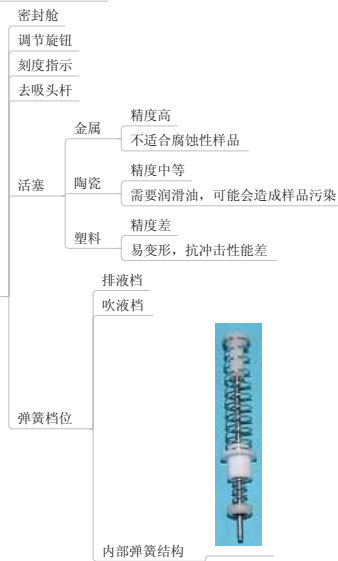 密封舱
调节旋钮
刻度指示
去吸头杆
活塞
金属
精度高
不适合腐蚀性样品
陶瓷
精度中等
需要润滑油，可能会造成样品污染
塑料
精度差
易变形，抗冲击性能差
弹簧档位
排液档
吹液档
内部弹簧结构